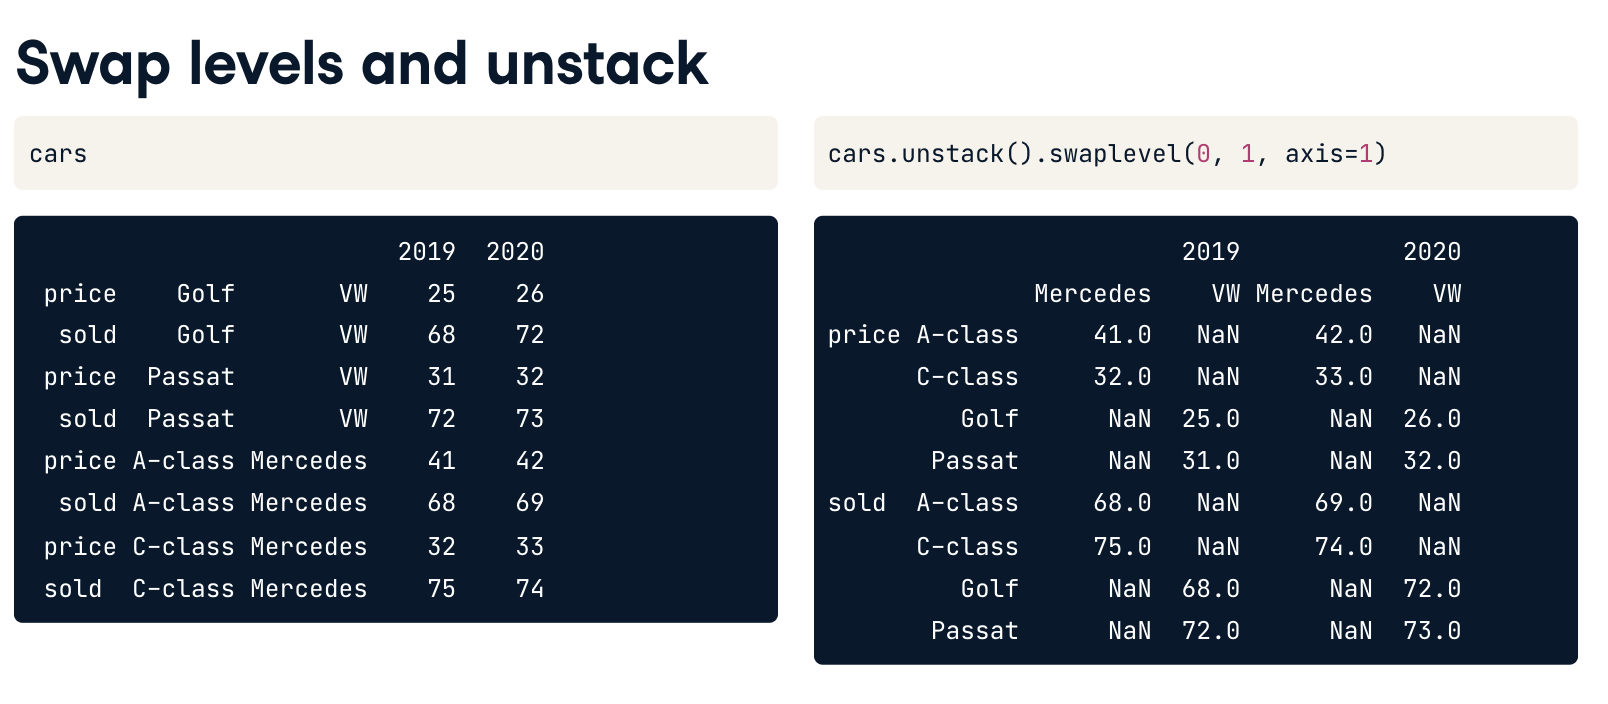 Swap levels and unstack
cars
2019 2020
price Golf VW 25 26
sold Golf VW 68 72
price Passat VW 31 32
sold Passat VW 72 73
price A-class Mercedes 41 42
sold A-class Mercedes 68 69
price C-class Mercedes 32 33
sold C-class Mercedes 75 74
cars.unstack().swaplevel(0, 1, axis=1)
2019 2020
Mercedes VW Mercedes VW
price A-class 41.0 NaN 42.0 NaN
C-class 32.0 NaN 33.0 NaN
Golf NaN 25.0 NaN 26.0
Passat NaN 31.0 NaN 32.0
sold A-class 68.0 NaN 69.0 NaN
C-class 75.0 NaN 74.0 NaN
Golf NaN 68.0 NaN 72.0
Passat NaN 72.0 NaN 73.0